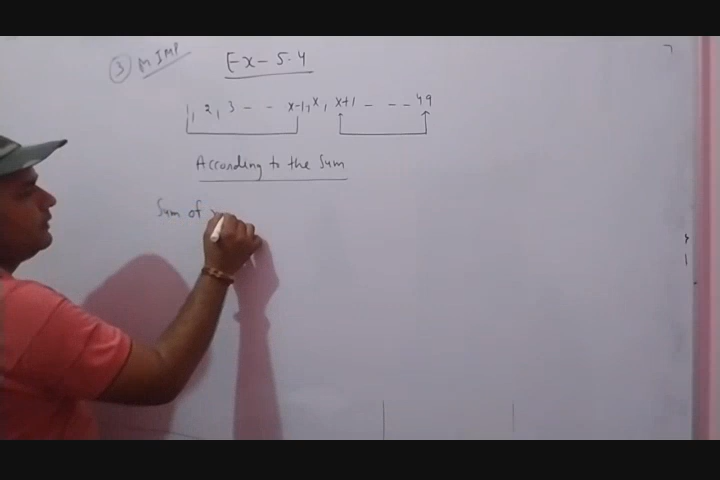 ③ M IMP
Ex - 5.4
1, 2, 3 - - x-1, x, x+1 - - - 49
According to the Sum
Sum of